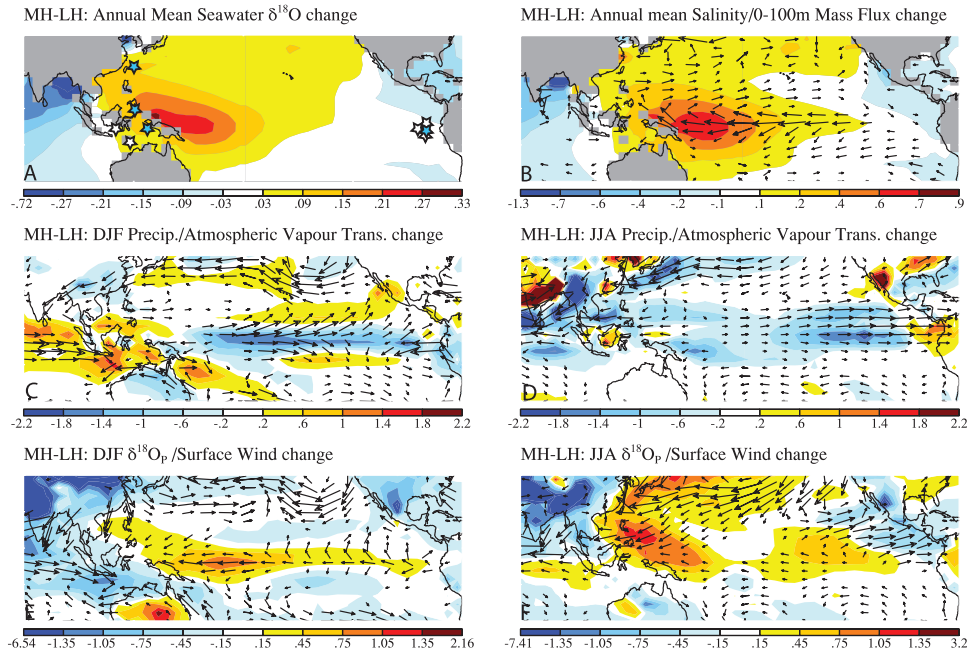 MH-LH: Annual Mean Seawater δ¹⁸O change
MH-LH: Annual mean Salinity/0-100m Mass Flux change
A
B
-.72 -.27 -.21 -.15 -.09 -.03 .03 .09 .15 .21 .27 .33
-1.3 -.7 -.6 -.4 -.2 -.1 .1 .2 .4 .6 .7 .9
MH-LH: DJF Precip./Atmospheric Vapour Trans. change
MH-LH: JJA Precip./Atmospheric Vapour Trans. change
C
D
-2.2 -1.8 -1.4 -1 -.6 -.2 .2 .6 1 1.4 1.8 2.2
-2.2 -1.8 -1.4 -1 -.6 -.2 .2 .6 1 1.4 1.8 2.2
MH-LH: DJF δ¹⁸Oₚ /Surface Wind change
MH-LH: JJA δ¹⁸Oₚ /Surface Wind change
E
F
-6.54 -1.35 -1.05 -.75 -.45 -.15 .15 .45 .75 1.05 1.35 2.16
-7.41 -1.35 -1.05 -.75 -.45 -.15 .15 .45 .75 1.05 1.35 3.2